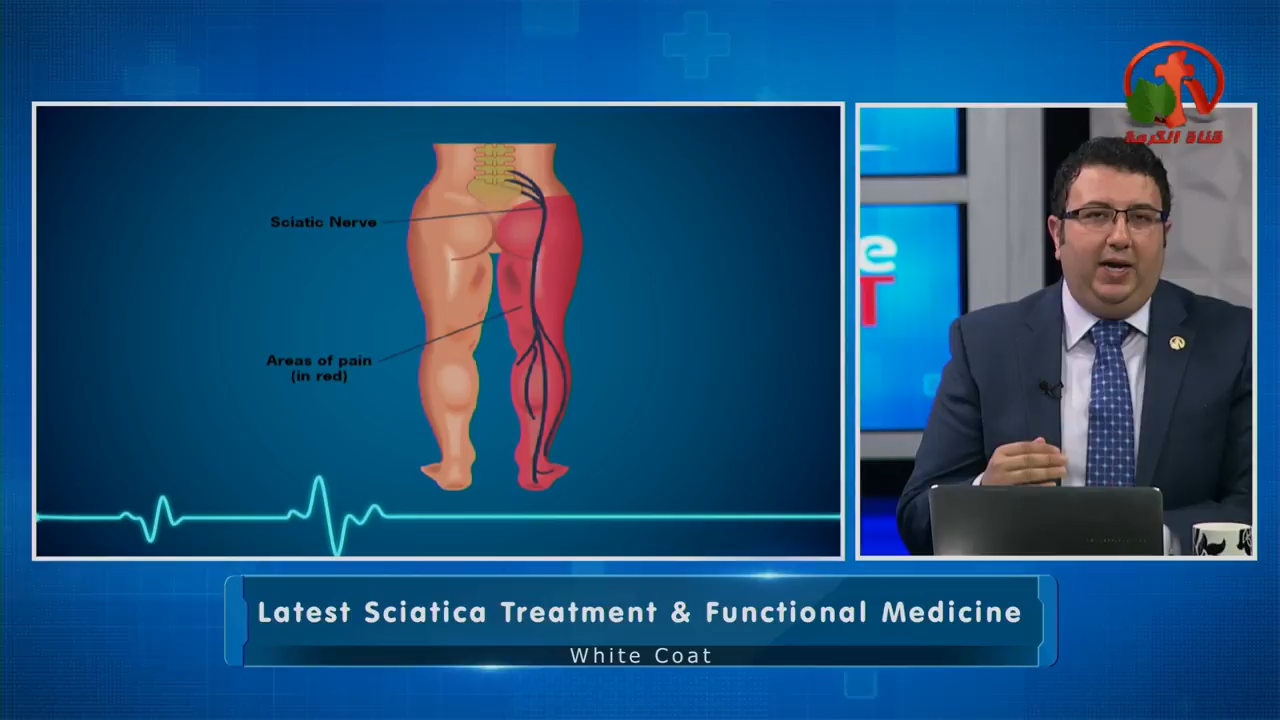 قناة الكرمة
Sciatic Nerve
Areas of pain
(in red)
e
T
Latest Sciatica Treatment & Functional Medicine
White Coat